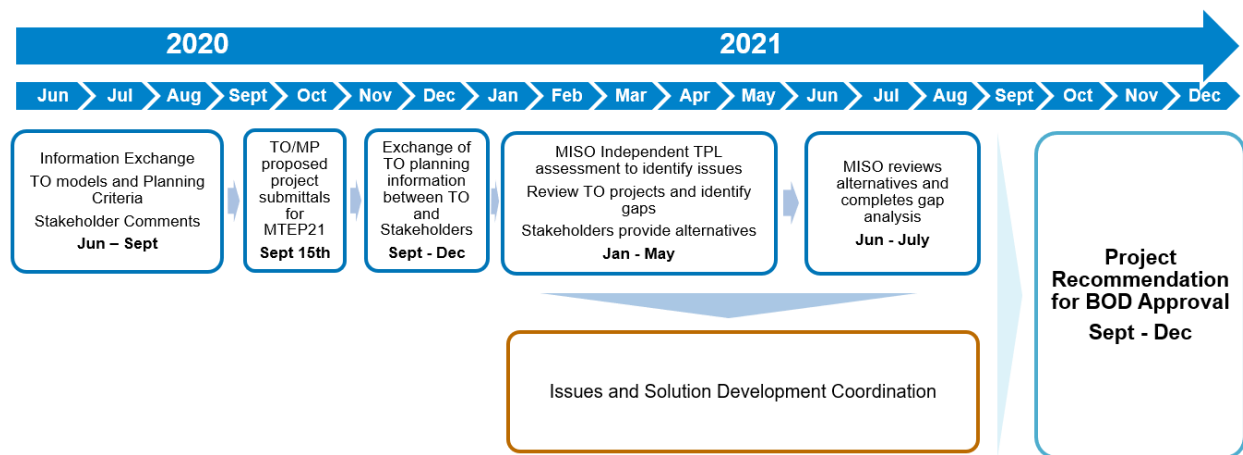 2020
2021
Jun
Jul
Aug
Sept
Oct
Nov
Dec
Jan
Feb
Mar
Apr
May
Jun
Jul
Aug
Sept
Oct
Nov
Dec
Information Exchange
TO models and Planning
Criteria
Stakeholder Comments
Jun – Sept
TO/MP
proposed
project
submittals
for
MTEP21
Sept 15th
Exchange of
TO planning
information
between TO
and
Stakeholders
Sept - Dec
MISO Independent TPL
assessment to identify issues
Review TO projects and identify
gaps
Stakeholders provide alternatives
Jan - May
MISO reviews
alternatives and
completes gap
analysis
Jun - July
Project
Recommendation
for BOD Approval
Sept - Dec
Issues and Solution Development Coordination